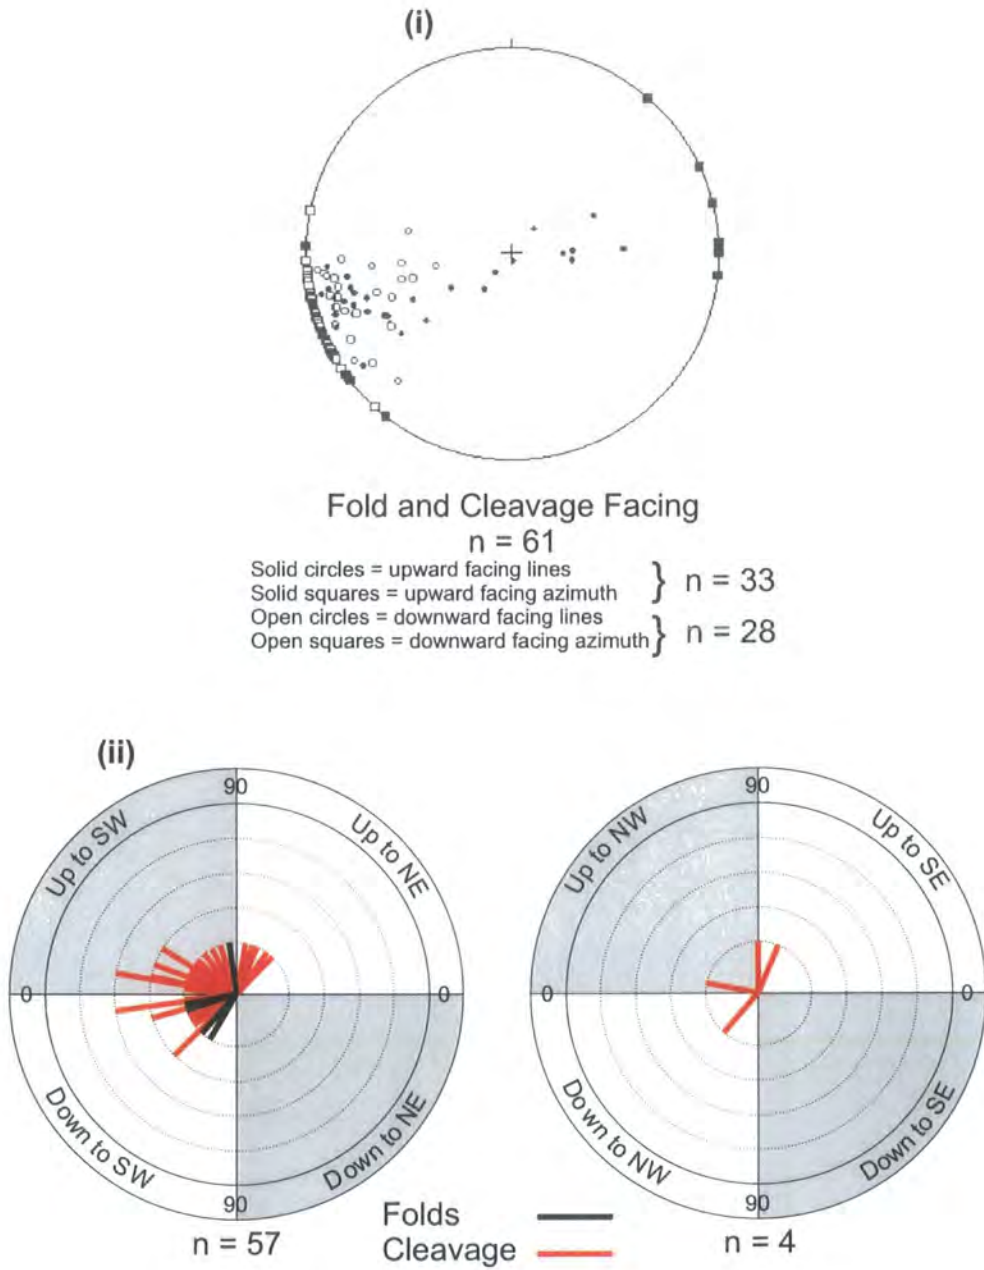 (i)
Fold and Cleavage Facing
n = 61
Solid circles = upward facing lines
Solid squares = upward facing azimuth
} n = 33
Open circles = downward facing lines
Open squares = downward facing azimuth
} n = 28
(ii)
90
Up to SW
Up to NE
0
0
Down to SW
Down to NE
90
n = 57
90
Up to NW
Up to SE
0
0
Down to NW
Down to SE
90
n = 4
Folds
Cleavage